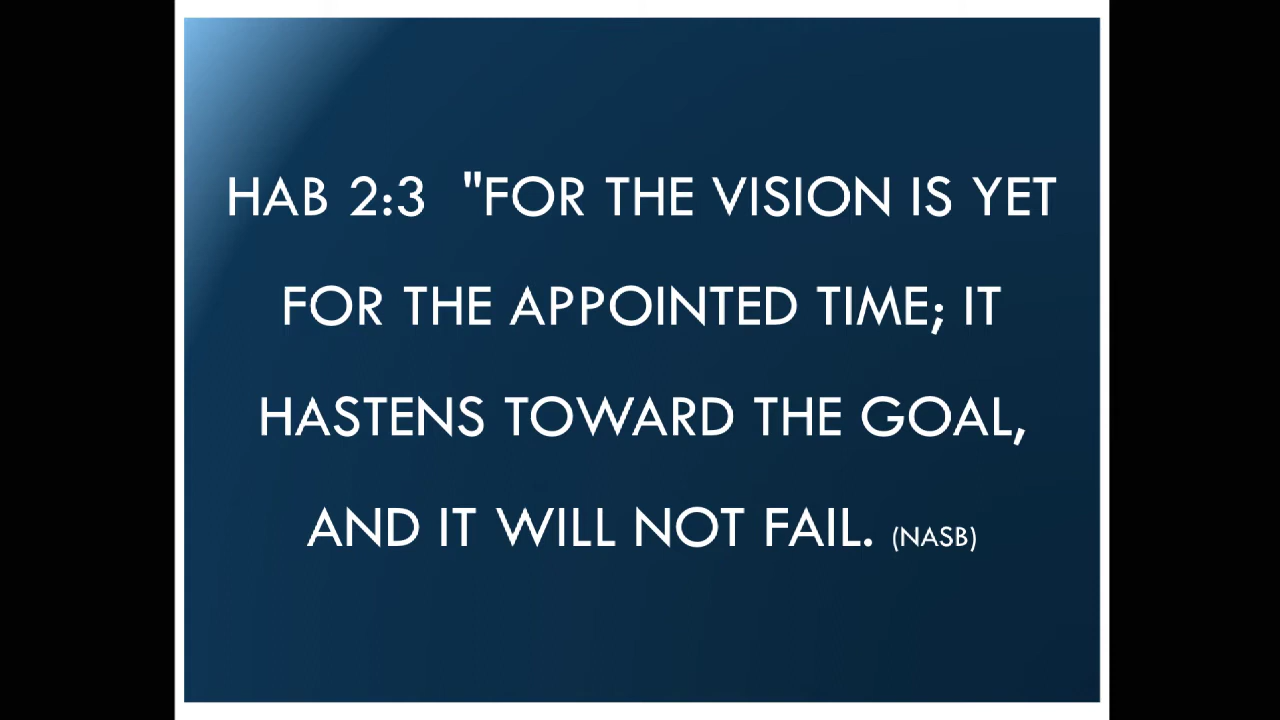 HAB 2:3  "FOR THE VISION IS YET
FOR THE APPOINTED TIME; IT
HASTENS TOWARD THE GOAL,
AND IT WILL NOT FAIL. (NASB)